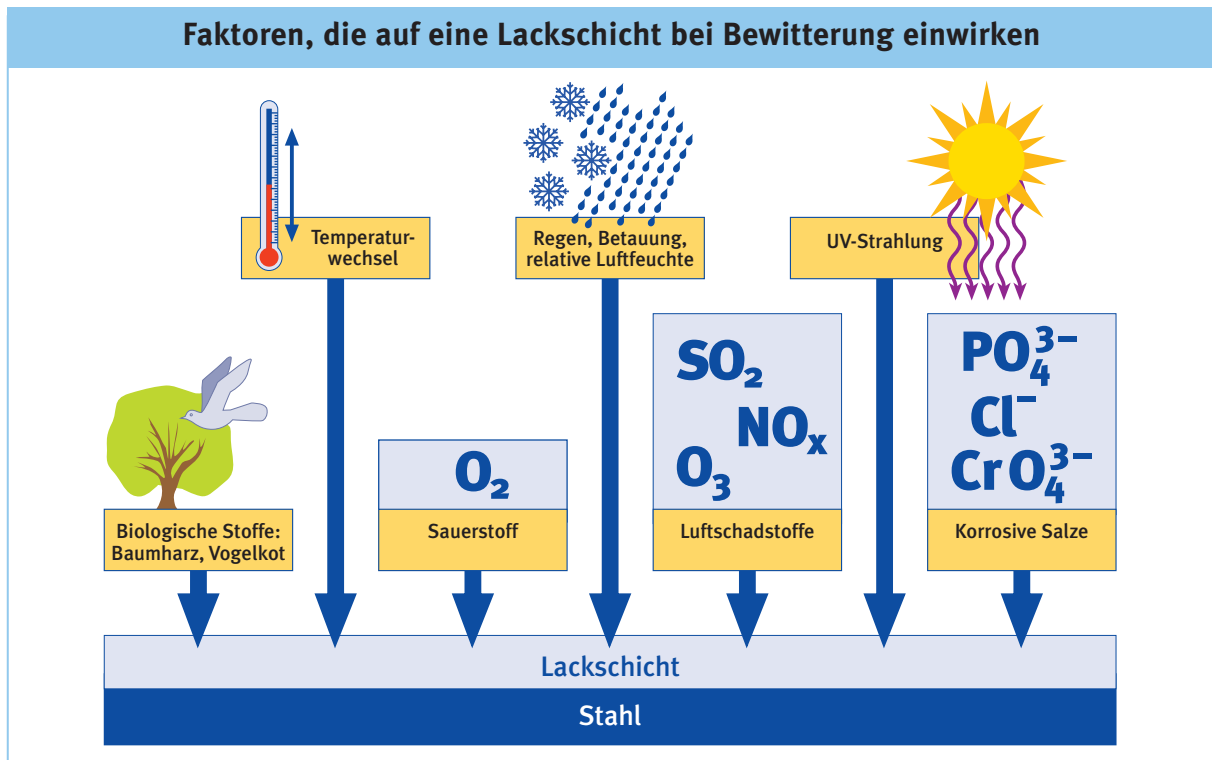 Faktoren, die auf eine Lackschicht bei Bewitterung einwirken
Temperatur-
wechsel
Regen, Betauung,
relative Luftfeuchte
UV-Strahlung
Biologische Stoffe:
Baumharz, Vogelkot
O₂
Sauerstoff
SO₂
NOₓ
O₃
Luftschadstoffe
PO₄³⁻
Cl⁻
CrO₄³⁻
Korrosive Salze
Lackschicht
Stahl